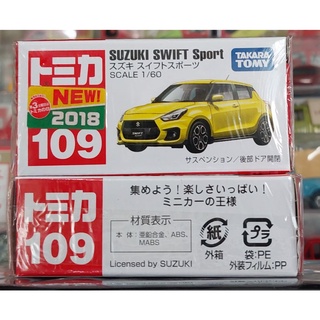 トミカ
NEW!
2018
109
SUZUKI SWIFT Sport
スズキ スイフトスポーツ
SCALE 1/60
TAKARA TOMY
サスペンション/後部ドア開閉
トミカ
109
集めよう!楽しさいっぱい!
ミニカーの王様
材質表示
本 体:亜鉛合金、ABS、
MABS
Licensed by SUZUKI
紙
外箱
プラ
袋:PE
外装フィルム:PP